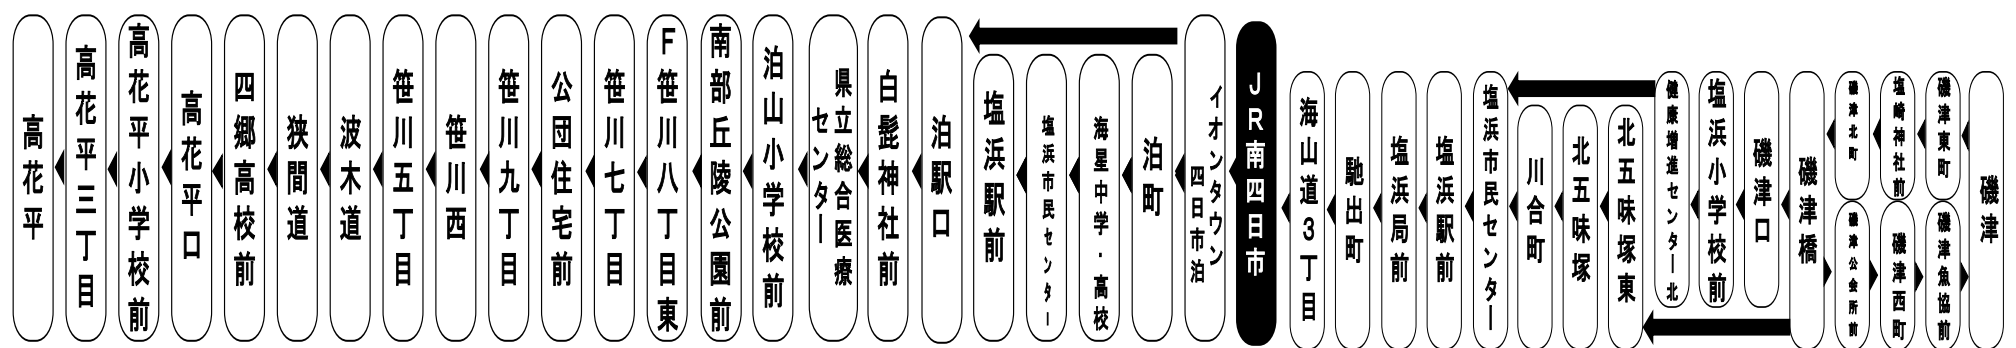 高花平
高花平三丁目
高花平小学校前
高花平口
四郷高校前
狭間道
波木道
笹川五丁目
笹川西
笹川九丁目
公団住宅前
笹川七丁目
F笹川八丁目東
南部丘陵公園前
泊山小学校前
県立総合医療
センター
白髭神社前
泊駅口
塩浜駅前
塩浜市民センター
海星中学・高校
泊町
イオンタウン
四日市泊
JR南四日市
海山道3丁目
馳出町
塩浜局前
塩浜駅前
塩浜市民センター
川合町
北五味塚
北五味塚東
健康増進センター北
塩浜小学校前
磯津口
磯津橋
磯津北町
磯津公会所前
塩崎神社前
磯津西町
磯津東町
磯津魚協前
磯津